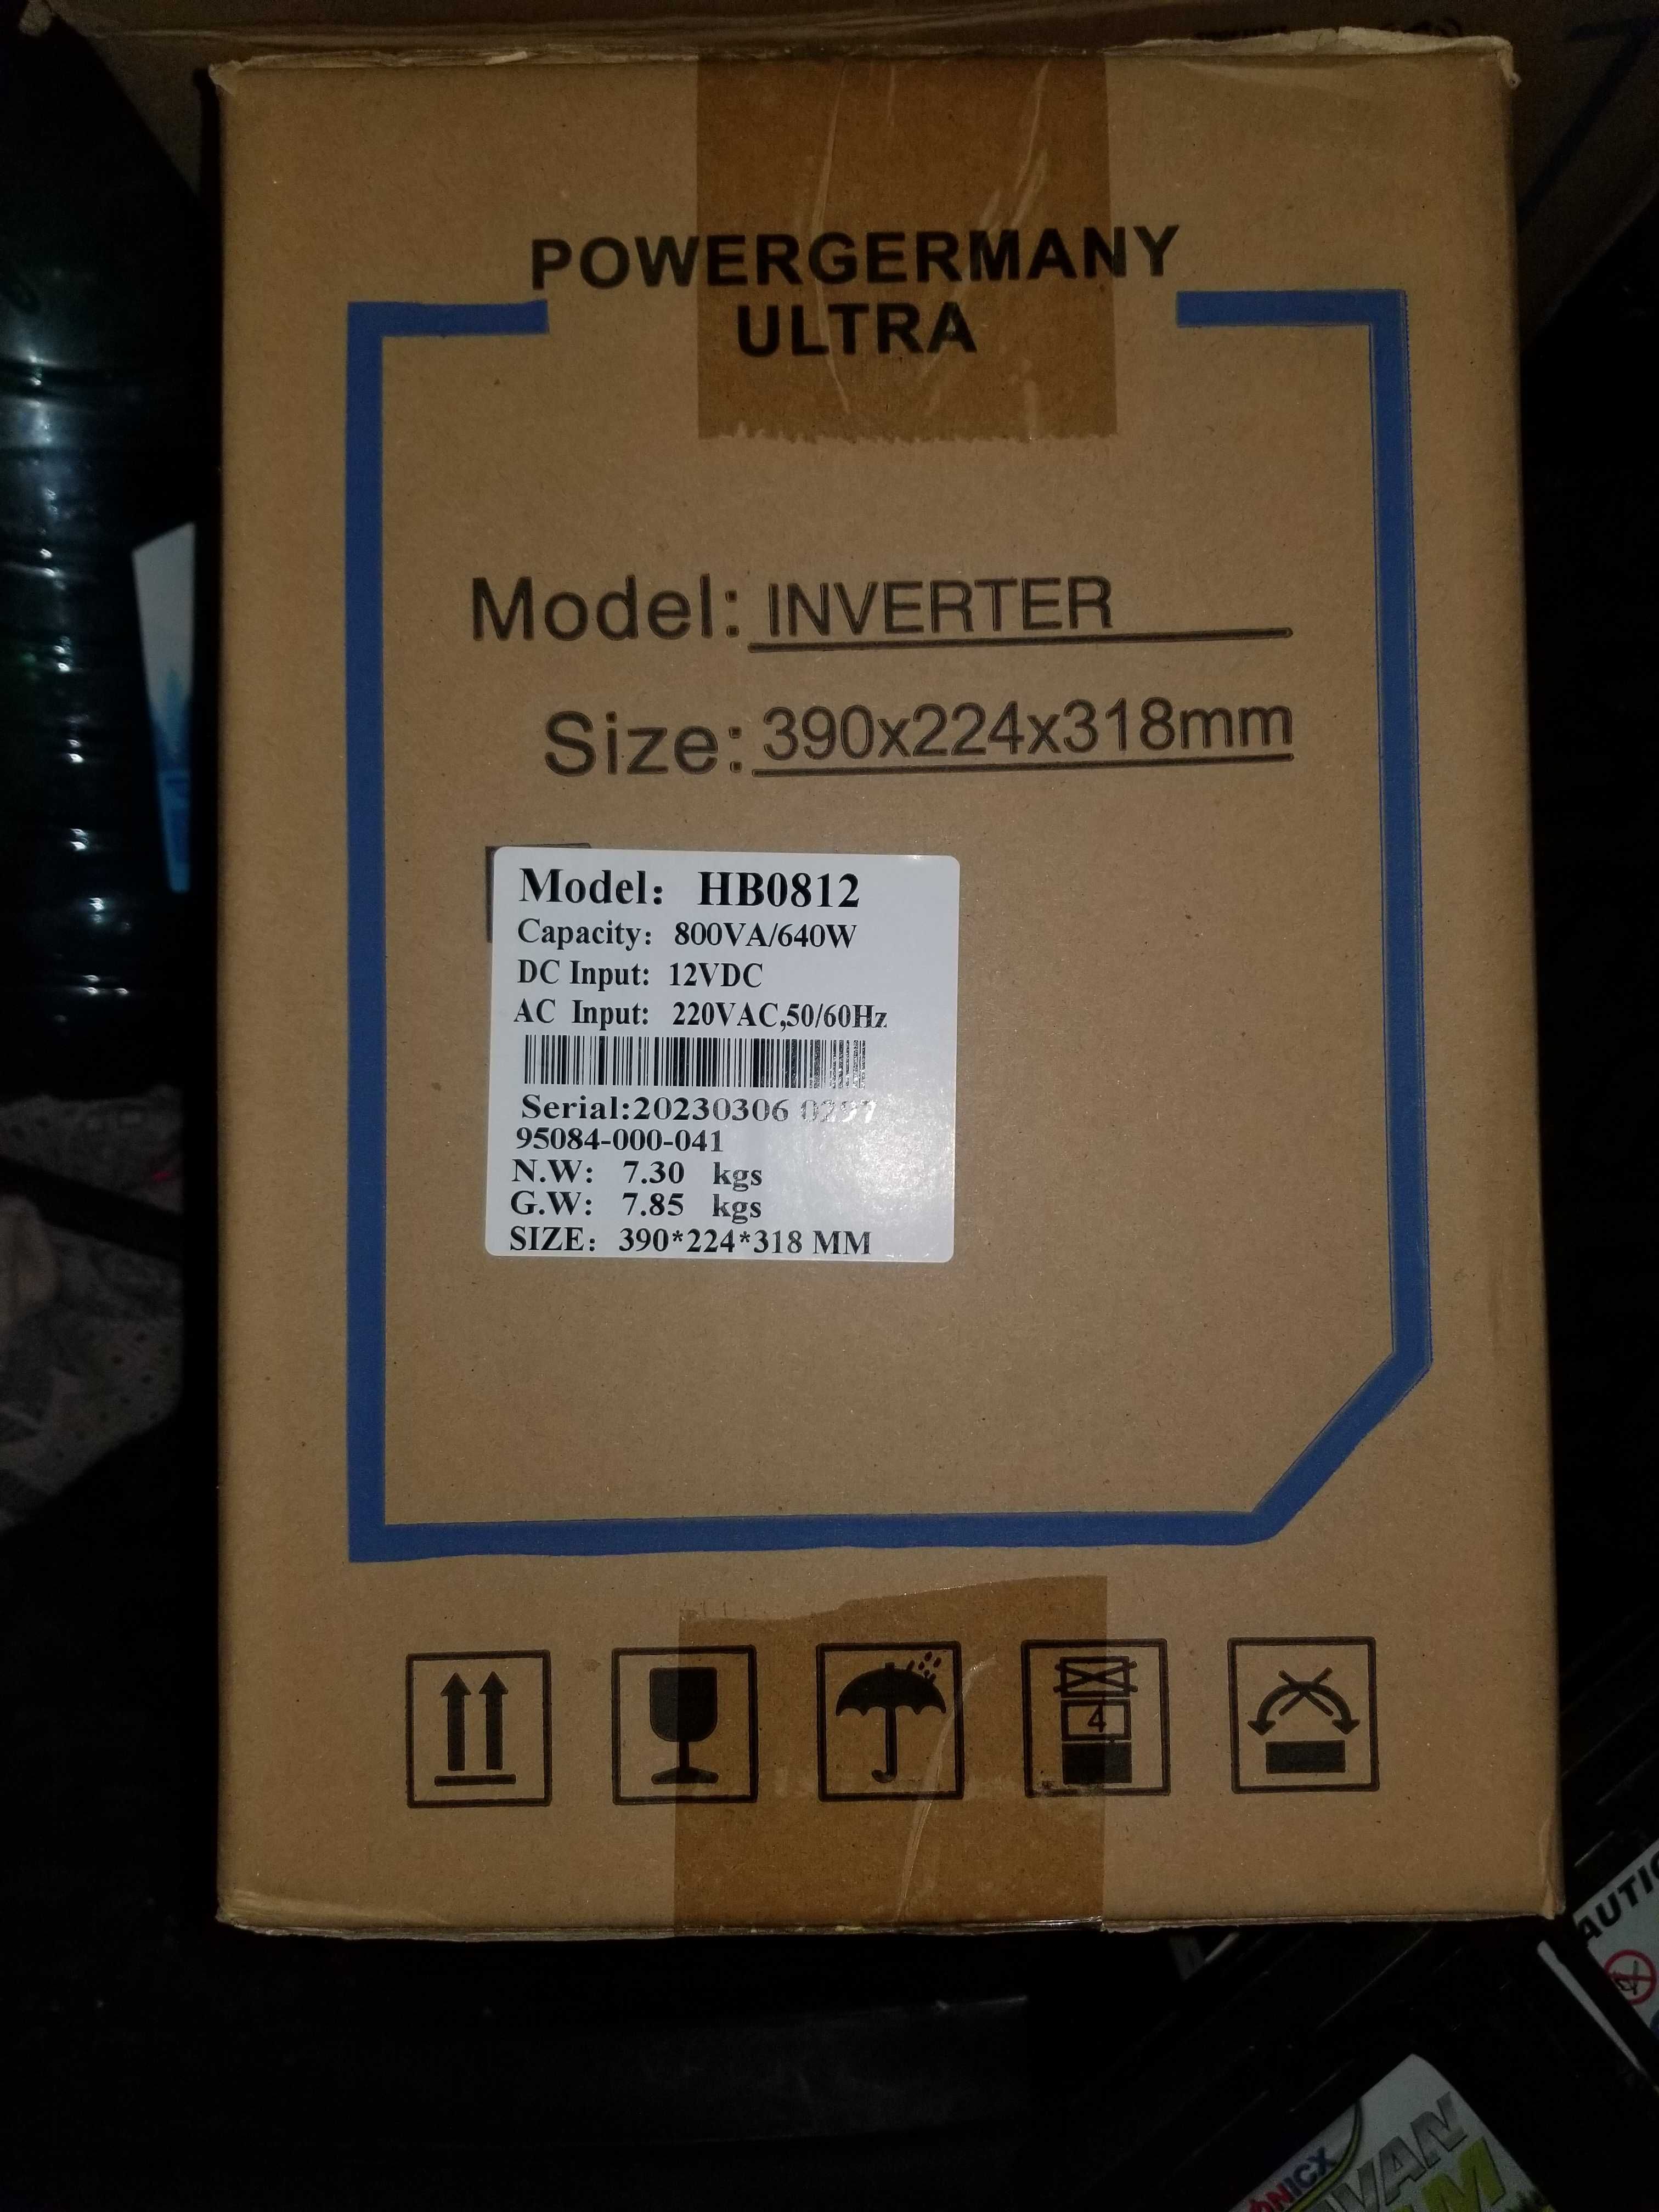 POWERGERMANY
ULTRA
Model: INVERTER
Size: 390x224x318mm
Model: HB0812
Capacity: 800VA/640W
DC Input: 12VDC
AC Input: 220VAC,50/60Hz
Serial:20230306
95084-000-041
N.W: 7.30 kgs
G.W: 7.85 kgs
SIZE: 390*224*318 MM
4